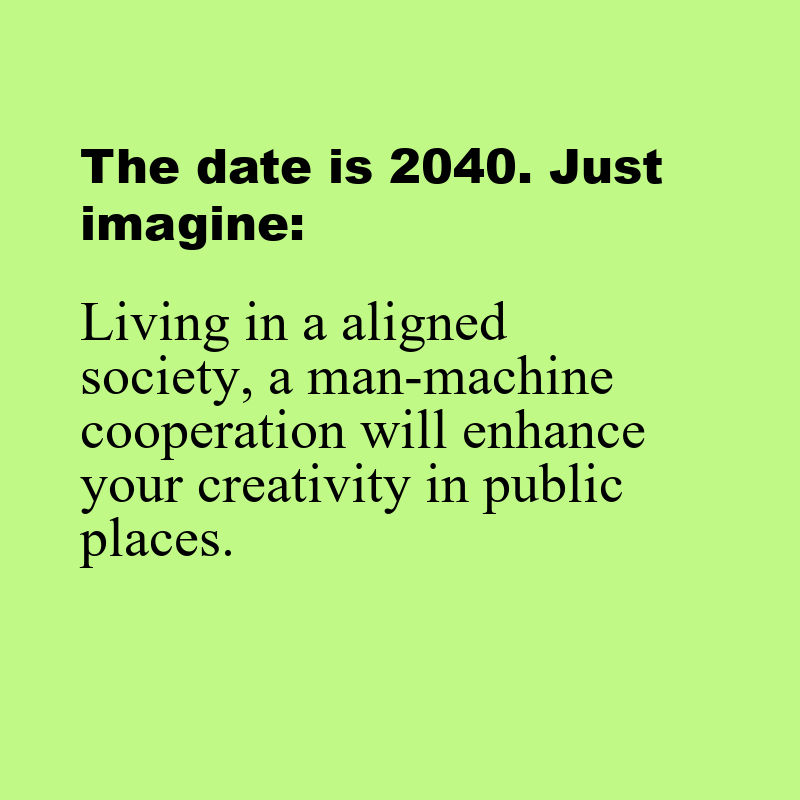 The date is 2040. Just
imagine:
Living in a aligned
society, a man-machine
cooperation will enhance
your creativity in public
places.